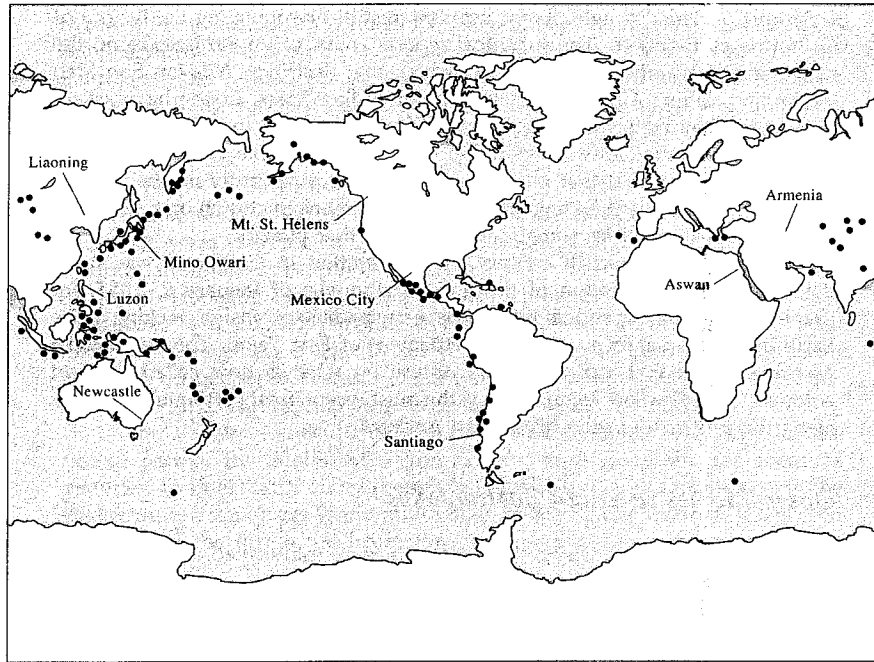 Liaoning
Armenia
Mt. St. Helens
Mino Owari
Mexico City
Aswan
Luzon
Newcastle
Santiago